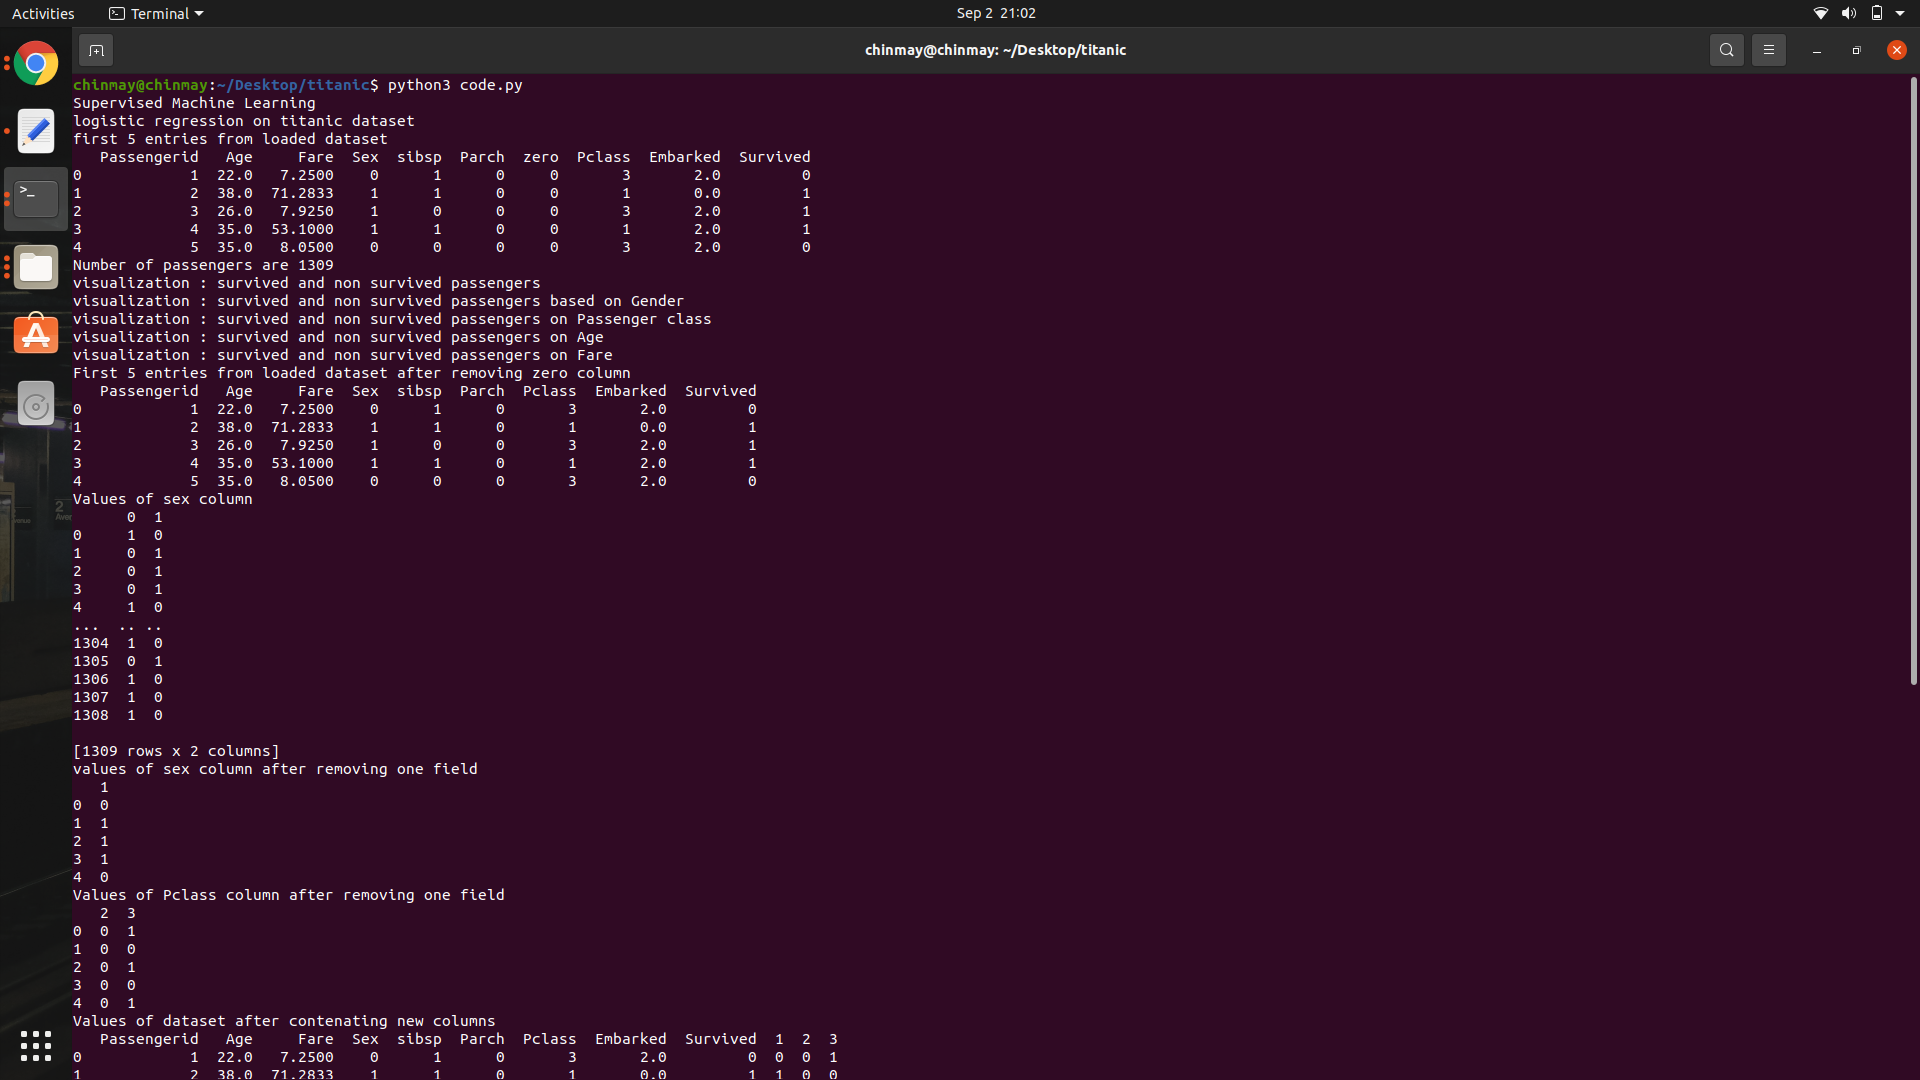 Activities Terminal Sep 2 21:02
chinmay@chinmay: ~/Desktop/titanic
chinmay@chinmay:~/Desktop/titanic$ python3 code.py
Supervised Machine Learning
logistic regression on titanic dataset
first 5 entries from loaded dataset
   Passengerid   Age     Fare  Sex  sibsp  Parch  zero  Pclass  Embarked  Survived
0            1  22.0   7.2500    0      1      0     0       3       2.0         0
1            2  38.0  71.2833    1      1      0     0       1       0.0         1
2            3  26.0   7.9250    1      0      0     0       3       2.0         1
3            4  35.0  53.1000    1      1      0     0       1       2.0         1
4            5  35.0   8.0500    0      0      0     0       3       2.0         0
Number of passengers are 1309
visualization : survived and non survived passengers
visualization : survived and non survived passengers based on Gender
visualization : survived and non survived passengers on Passenger class
visualization : survived and non survived passengers on Age
visualization : survived and non survived passengers on Fare
First 5 entries from loaded dataset after removing zero column
   Passengerid   Age     Fare  Sex  sibsp  Parch  Pclass  Embarked  Survived
0            1  22.0   7.2500    0      1      0       3       2.0         0
1            2  38.0  71.2833    1      1      0       1       0.0         1
2            3  26.0   7.9250    1      0      0       3       2.0         1
3            4  35.0  53.1000    1      1      0       1       2.0         1
4            5  35.0   8.0500    0      0      0       3       2.0         0
Values of sex column
      0  1
0     1  0
1     0  1
2     0  1
3     0  1
4     1  0
...  .. ..
1304  1  0
1305  0  1
1306  1  0
1307  1  0
1308  1  0

[1309 rows x 2 columns]
values of sex column after removing one field
   1
0  0
1  1
2  1
3  1
4  0
Values of Pclass column after removing one field
   2  3
0  0  1
1  0  0
2  0  1
3  0  0
4  0  1
Values of dataset after contenating new columns
   Passengerid   Age     Fare  Sex  sibsp  Parch  Pclass  Embarked  Survived  1  2  3
0            1  22.0   7.2500    0      1      0       3       2.0         0  0  0  1
1            2  38.0  71.2833    1      1      0       1       0.0         1  1  0  0